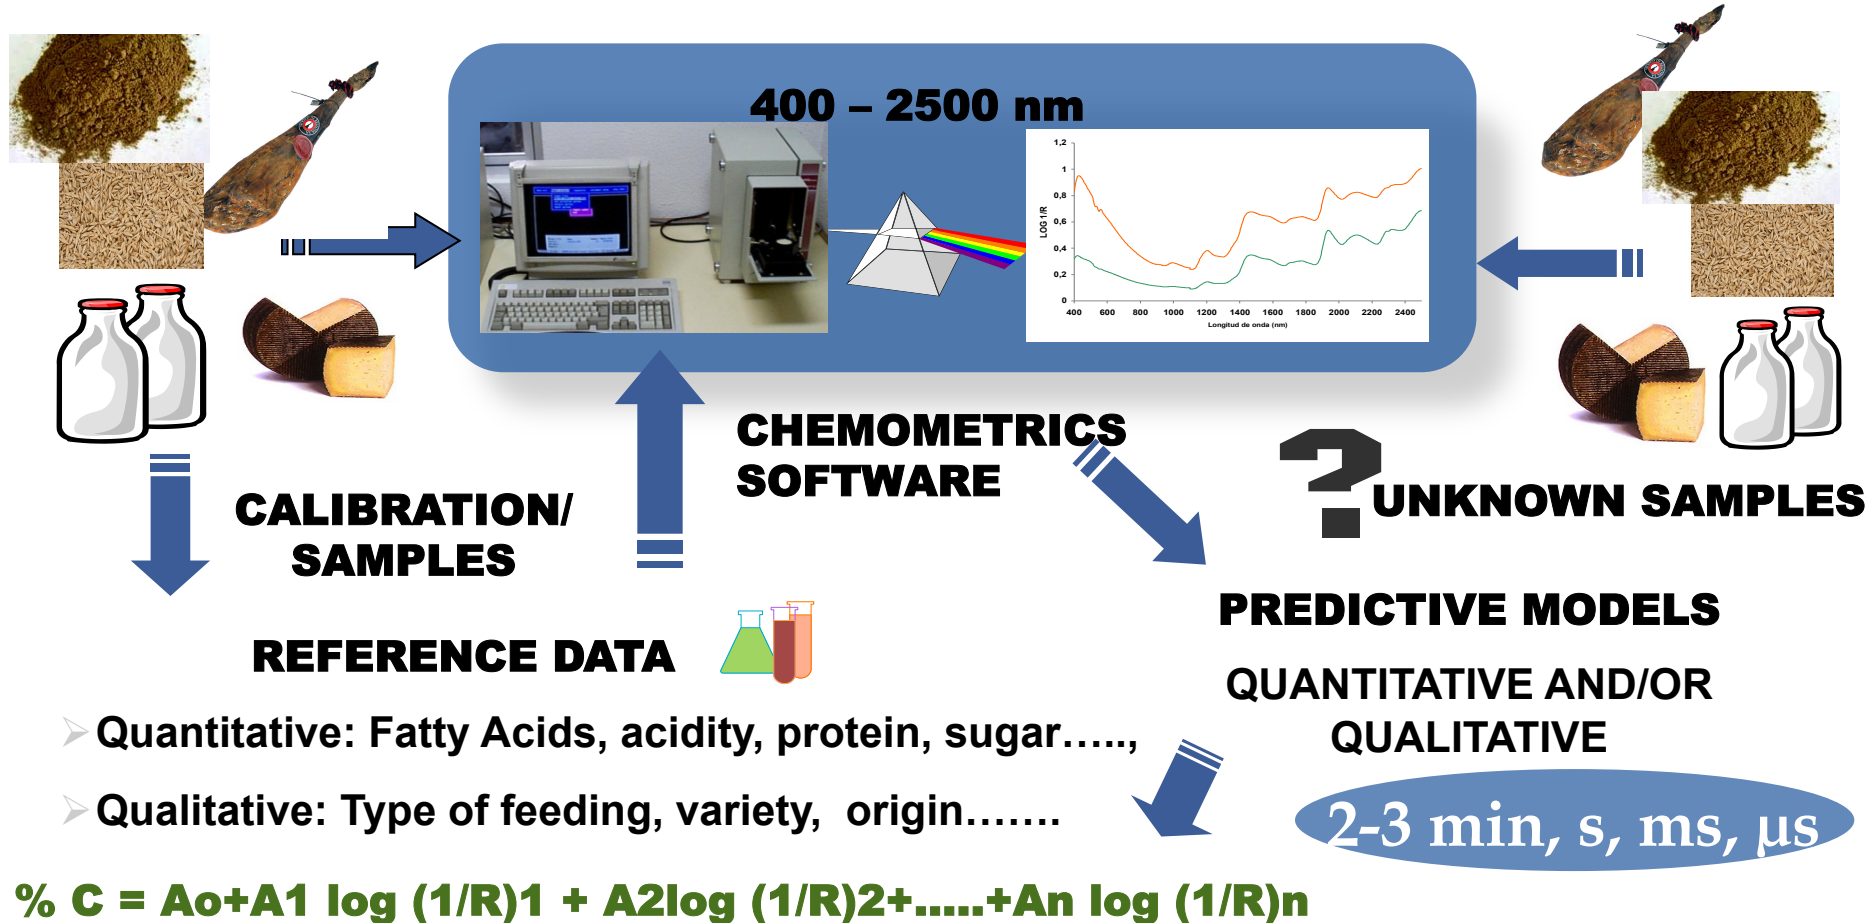 400 – 2500 nm
1,2
1
0,8
0,6
0,4
0,2
0
LOG 1/R
400 600 800 1000 1200 1400 1600 1800 2000 2200 2400
Longitud de onda (nm)
CHEMOMETRICS
SOFTWARE
CALIBRATION/
SAMPLES
UNKNOWN SAMPLES
?
REFERENCE DATA
PREDICTIVE MODELS
QUANTITATIVE AND/OR
QUALITATIVE
Quantitative: Fatty Acids, acidity, protein, sugar…..,
Qualitative: Type of feeding, variety, origin…….
2-3 min, s, ms, µs
% C = Ao+A1 log (1/R)1 + A2log (1/R)2+…..+An log (1/R)n